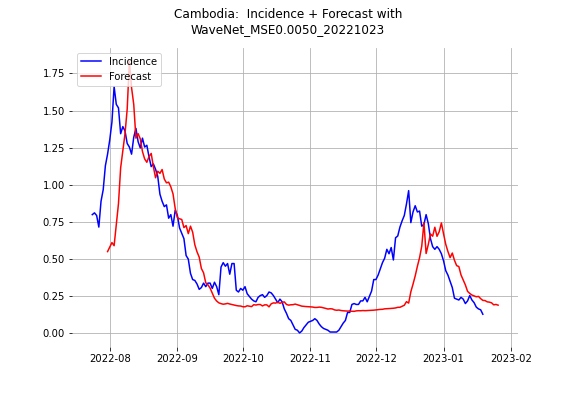 Cambodia:  Incidence + Forecast with
WaveNet_MSE0.0050_20221023
Incidence
Forecast
1.75
1.50
1.25
1.00
0.75
0.50
0.25
0.00
2022-08 2022-09 2022-10 2022-11 2022-12 2023-01 2023-02